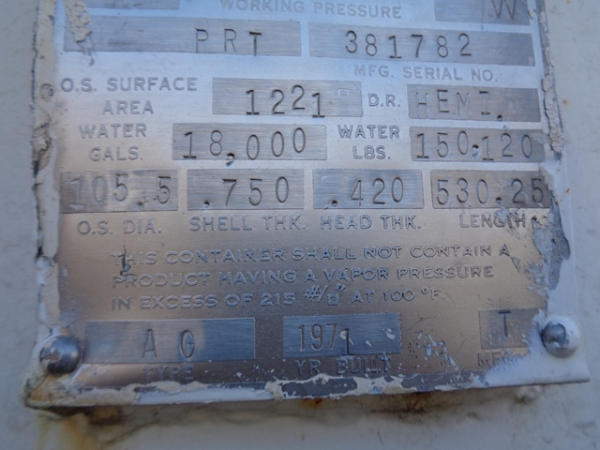 WORKING PRESSURE
W
PRT 381782
MFG. SERIAL NO.
O.S. SURFACE AREA 1221 D.R. HEMI.
WATER GALS. 18,000 WATER LBS. 150,120
105.5 .750 .420 530.25
O.S. DIA. SHELL THK. HEAD THK. LENGTH
THIS CONTAINER SHALL NOT CONTAIN A
PRODUCT HAVING A VAPOR PRESSURE
IN EXCESS OF 215 #/□" AT 100 °F.
AG 1971 T
TYPE YR BUILT